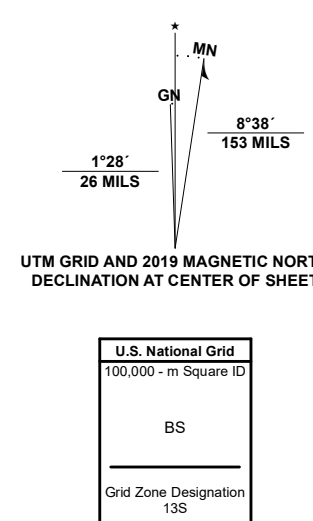 ★
MN
GN
8°38´
153 MILS
1°28´
26 MILS
UTM GRID AND 2019 MAGNETIC NORT
DECLINATION AT CENTER OF SHEET
U.S. National Grid
100,000 - m Square ID
BS
Grid Zone Designation
13S